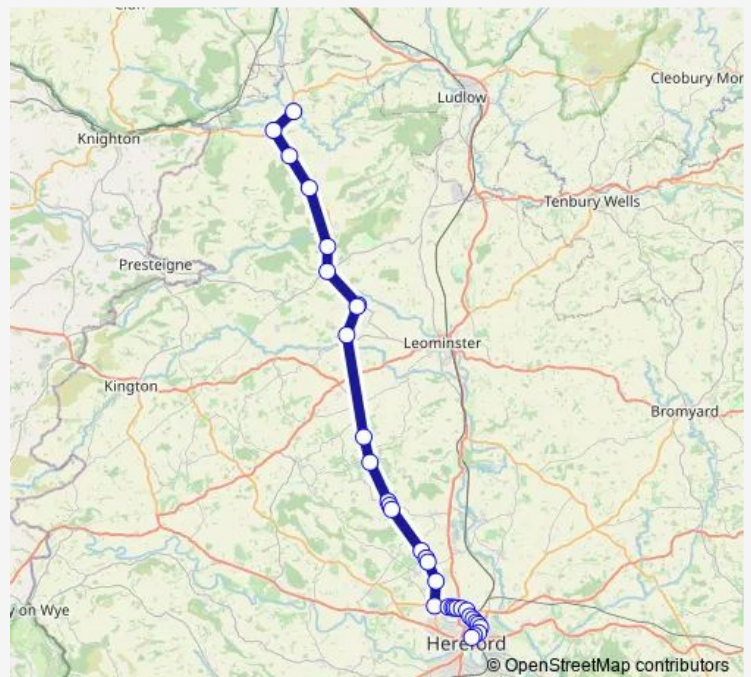 Cleobury Mor
Ludlow
Knighton
Tenbury Wells
Presteigne
Leominster
Kington
Bromyard
y on Wye
Hereford
© OpenStreetMap contributors